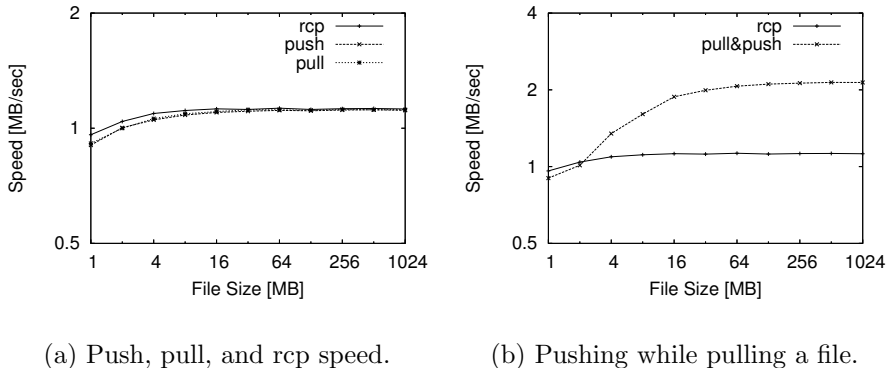 2
1
0.5
Speed [MB/sec]
rcp
push
pull
1 4 16 64 256 1024
File Size [MB]
(a) Push, pull, and rcp speed.
4
2
1
0.5
Speed [MB/sec]
rcp
pull&push
1 4 16 64 256 1024
File Size [MB]
(b) Pushing while pulling a file.